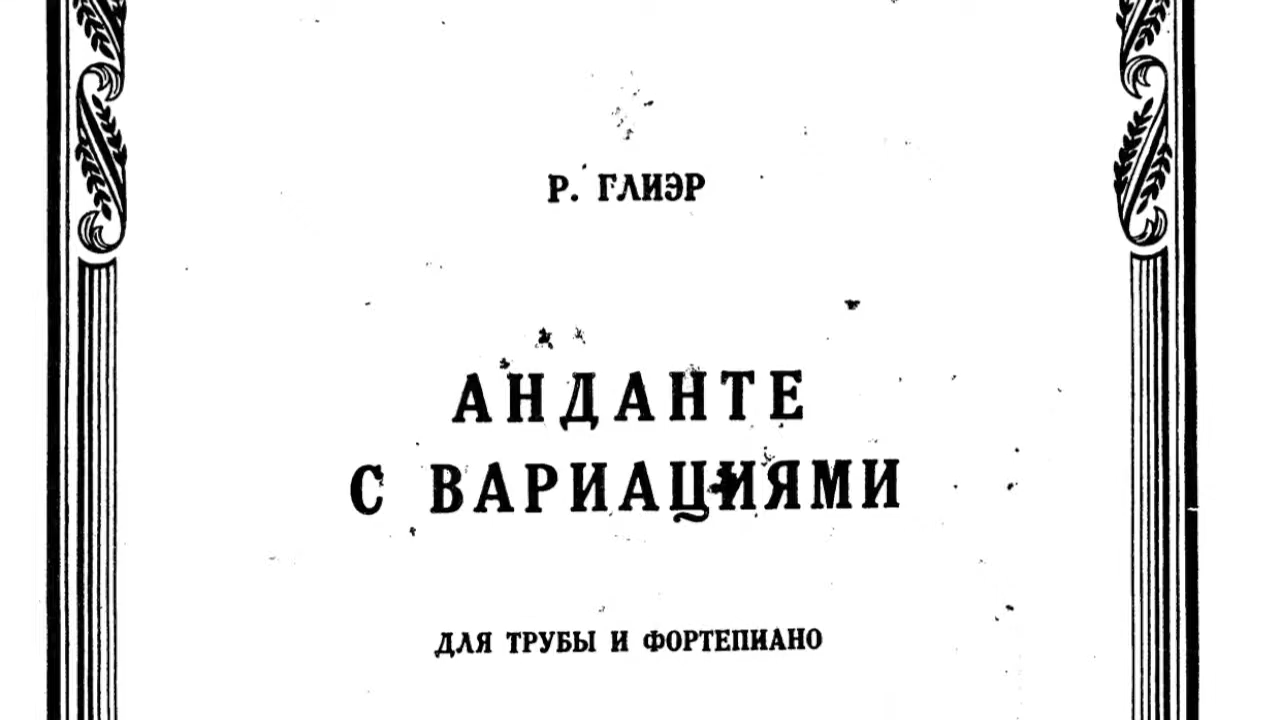 Р. ГЛИЭР
АНДАНТЕ
С ВАРИАЦИЯМИ
ДЛЯ ТРУБЫ И ФОРТЕПИАНО